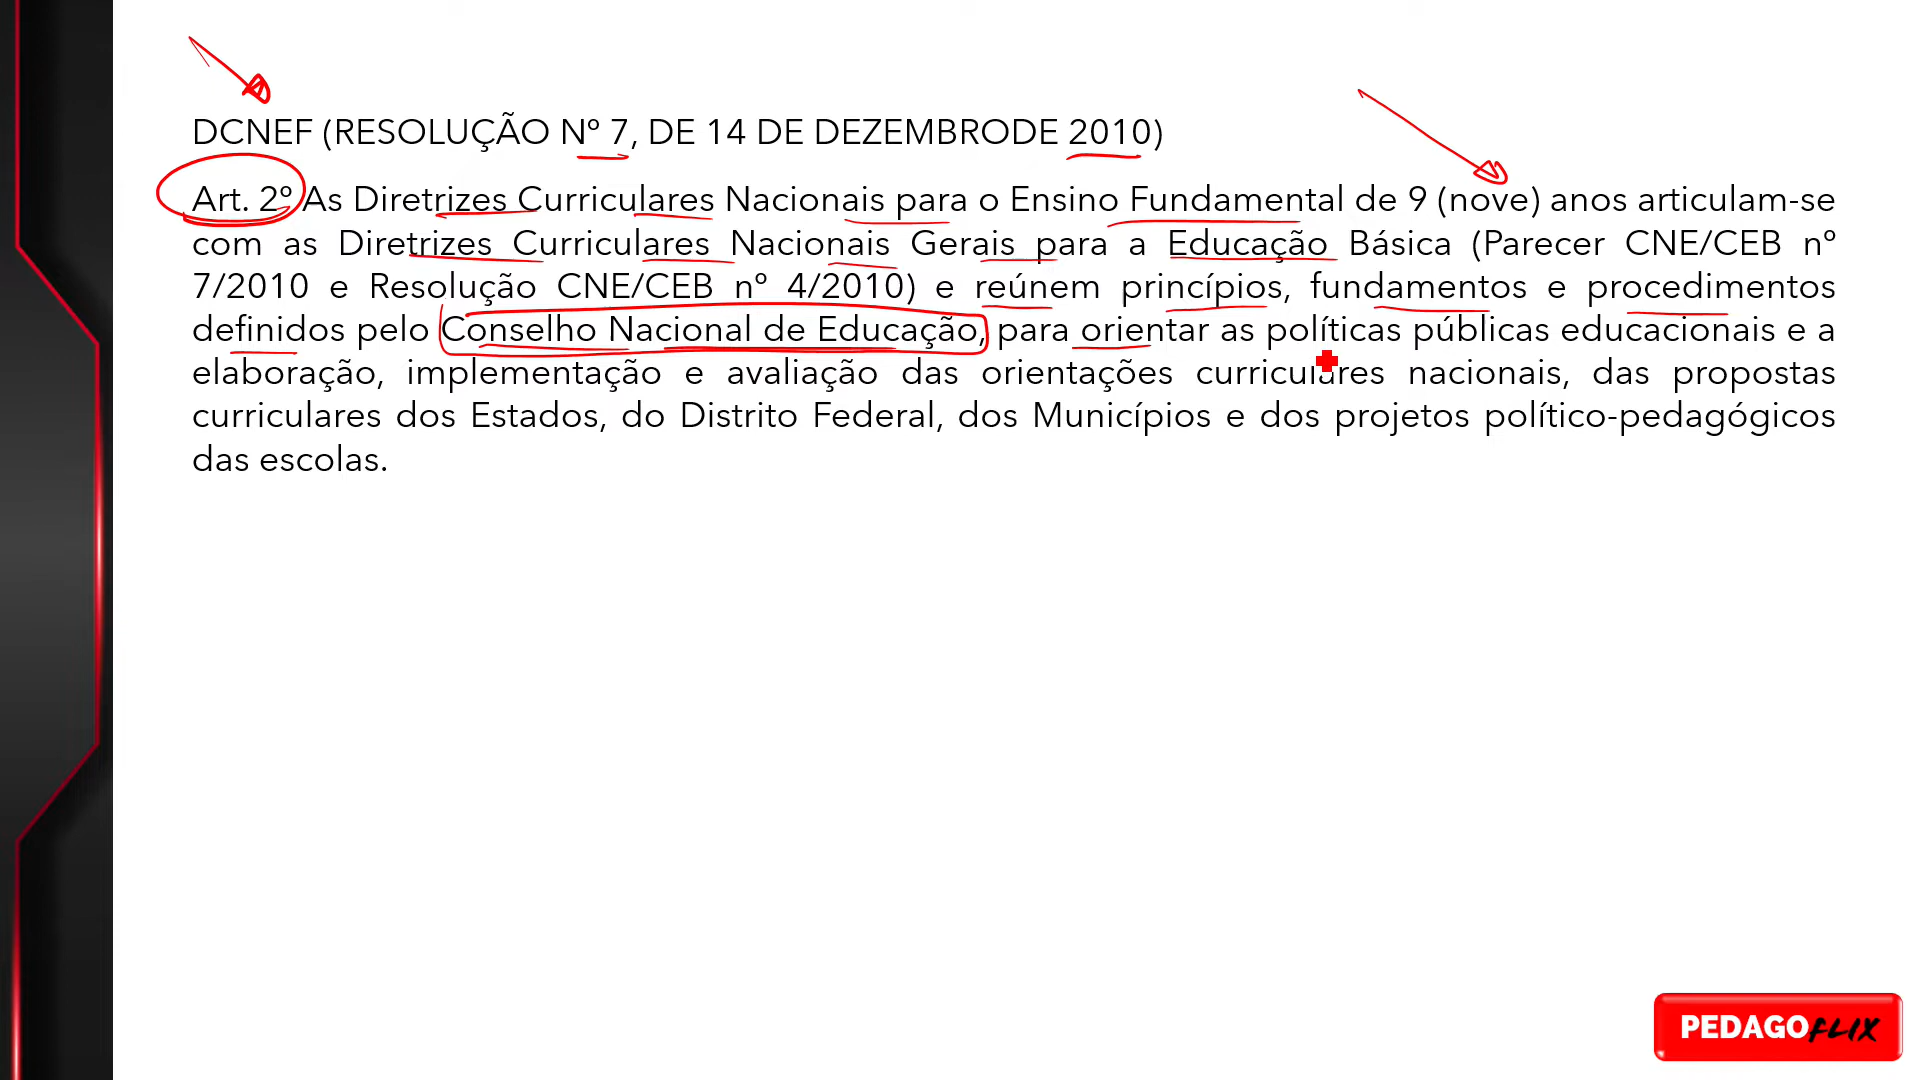 DCNEF (RESOLUÇÃO Nº 7, DE 14 DE DEZEMBRODE 2010)
Art. 2º As Diretrizes Curriculares Nacionais para o Ensino Fundamental de 9 (nove) anos articulam-se
com as Diretrizes Curriculares Nacionais Gerais para a Educação Básica (Parecer CNE/CEB nº
7/2010 e Resolução CNE/CEB nº 4/2010) e reúnem princípios, fundamentos e procedimentos
definidos pelo Conselho Nacional de Educação, para orientar as políticas públicas educacionais e a
elaboração, implementação e avaliação das orientações curriculares nacionais, das propostas
curriculares dos Estados, do Distrito Federal, dos Municípios e dos projetos político-pedagógicos
das escolas.
PEDAGOFLIX